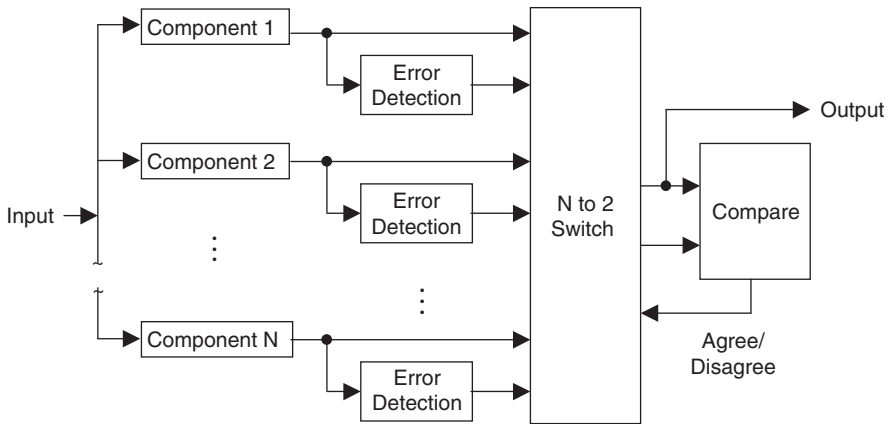 Component 1
Error
Detection
Component 2
Error
Detection
Component N
Error
Detection
Input
N to 2
Switch
Output
Compare
Agree/
Disagree